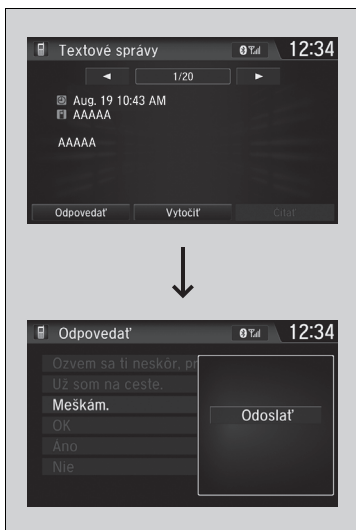 Textové správy 12:34
1/20
Aug. 19 10:43 AM
AAAAA
AAAAA
Odpovedať Vytočiť Čítať
Odpovedať 12:34
Ozvem sa ti neskôr, pr
Už som na ceste.
Meškám.
OK
Áno
Nie
Odoslať